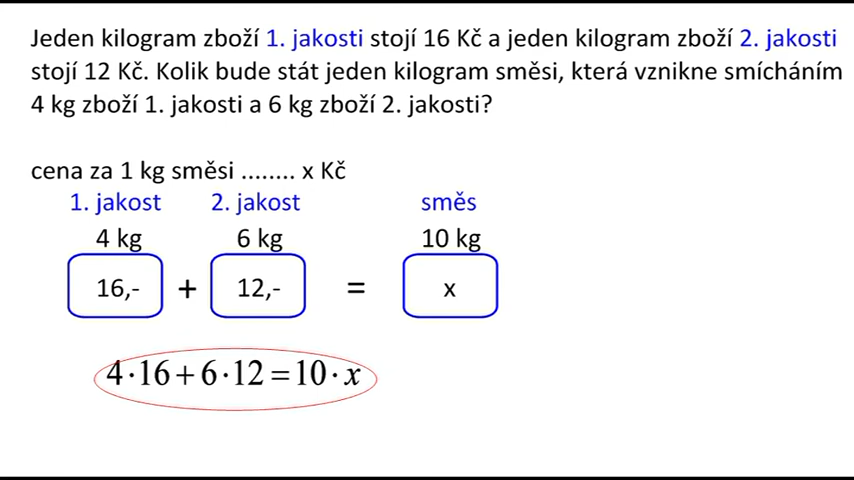 Jeden kilogram zboží 1. jakosti stojí 16 Kč a jeden kilogram zboží 2. jakosti
stojí 12 Kč. Kolik bude stát jeden kilogram směsi, která vznikne smícháním
4 kg zboží 1. jakosti a 6 kg zboží 2. jakosti?
cena za 1 kg směsi ........ x Kč
1. jakost 2. jakost směs
4 kg 6 kg 10 kg
16,- + 12,- = x
4·16+6·12=10·x